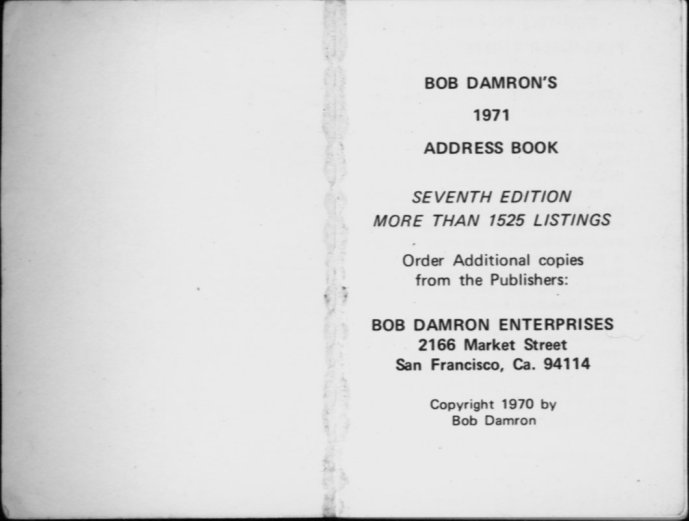 BOB DAMRON'S
1971
ADDRESS BOOK
SEVENTH EDITION
MORE THAN 1525 LISTINGS
Order Additional copies
from the Publishers:
BOB DAMRON ENTERPRISES
2166 Market Street
San Francisco, Ca. 94114
Copyright 1970 by
Bob Damron